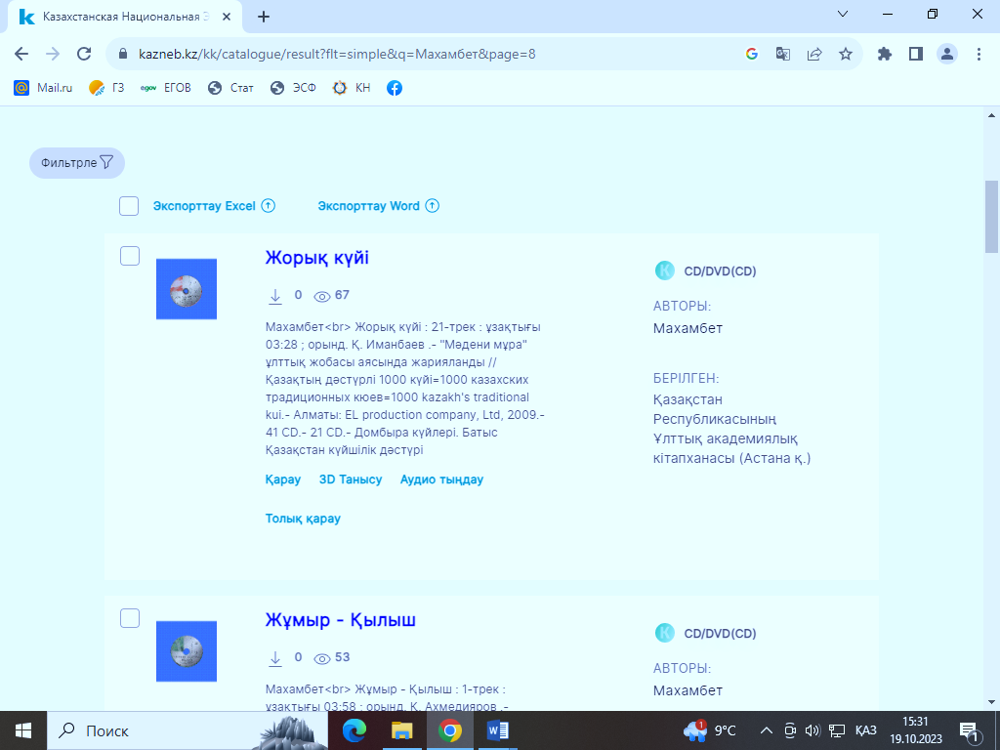 Казахстанская Национальная Э
kazneb.kz/kk/catalogue/result?flt=simple&q=Махамбет&page=8
Mail.ru ГЗ egov ЕГОВ Стат ЭСФ КН
Фильтрле
Экспорттау Excel Экспорттау Word
Жорық күйі
0 67
Махамбет<br> Жорық күйі : 21-трек : ұзақтығы
03:28 ; орынд. Қ. Иманбаев .- "Мәдени мұра"
ұлттық жобасы аясында жарияланды //
Қазақтың дәстүрлі 1000 күйі=1000 казахских
традиционных кюев=1000 kazakh's traditional
kui.- Алматы: EL production company, Ltd, 2009.-
41 CD.- 21 CD.- Домбыра күйлері. Батыс
Қазақстан күйшілік дәстүрі
Қарау 3D Танысу Аудио тыңдау
Толық қарау
CD/DVD(CD)
АВТОРЫ:
Махамбет
БЕРІЛГЕН:
Қазақстан
Республикасының
Ұлттық академиялық
кітапханасы (Астана қ.)
Жұмыр - Қылыш
0 53
Махамбет<br> Жұмыр - Қылыш : 1-трек :
ұзақтығы 03:58 ; орынд. Қ. Ахмедияров .-
CD/DVD(CD)
АВТОРЫ:
Махамбет
Поиск
1
9°C
ҚАЗ
15:31
19.10.2023
1